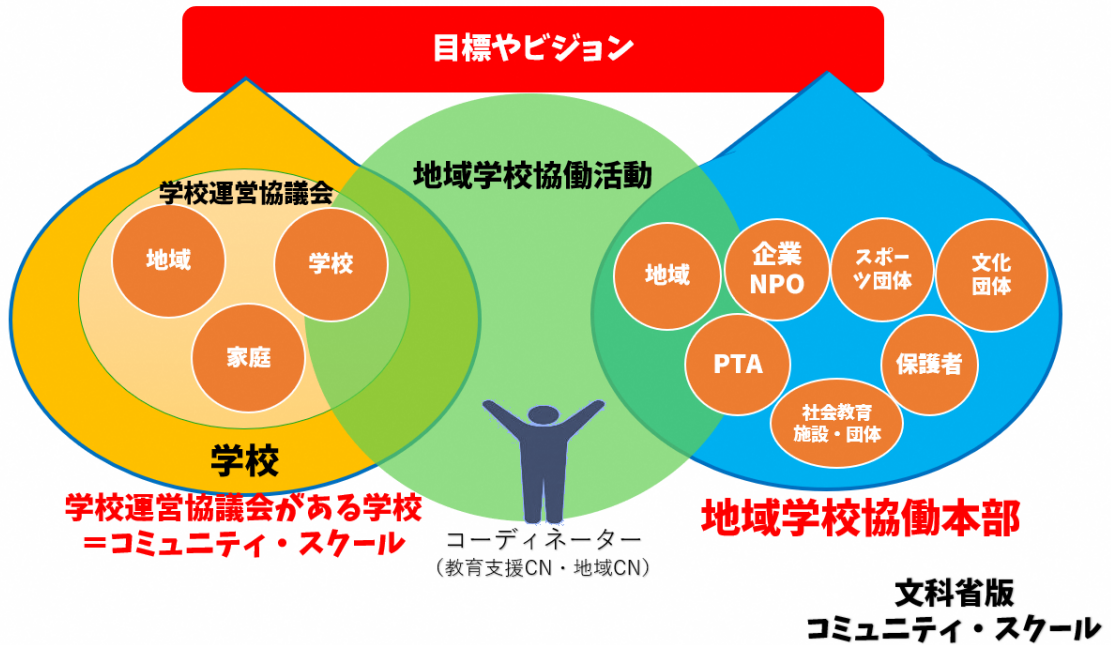 目標やビジョン
地域学校協働活動
学校運営協議会
地域
学校
家庭
学校
学校運営協議会がある学校
=コミュニティ・スクール
地域
企業
NPO
スポー
ツ団体
文化
団体
PTA
保護者
社会教育
施設・団体
地域学校協働本部
コーディネーター
(教育支援CN・地域CN)
文科省版
コミュニティ・スクール